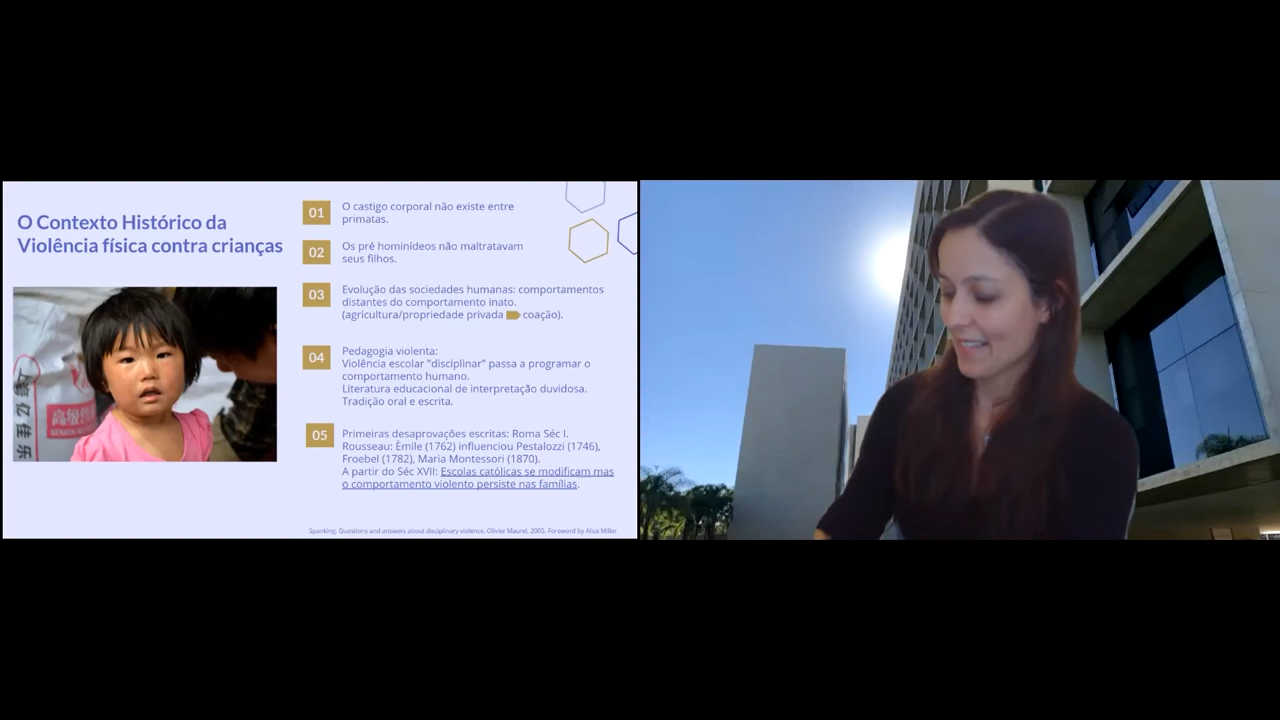 O Contexto Histórico da
Violência física contra crianças
01
O castigo corporal não existe entre
primatas.
02
Os pré hominídeos não maltratavam
seus filhos.
03
Evolução das sociedades humanas: comportamentos
distantes do comportamento inato.
(agricultura/propriedade privada coação).
04
Pedagogia violenta:
Violência escolar "disciplinar" passa a programar o
comportamento humano.
Literatura educacional de interpretação duvidosa.
Tradição oral e escrita.
05
Primeiras desaprovações escritas: Roma Séc I.
Rousseau: Èmile (1762) influenciou Pestalozzi (1746),
Froebel (1782), Maria Montessori (1870).
A partir do Séc XVII: Escolas católicas se modificam mas
o comportamento violento persiste nas famílias.
Spanking: Questions and answers about disciplinary violence. Olivier Maurel, 2005. Foreword by Alice Miller